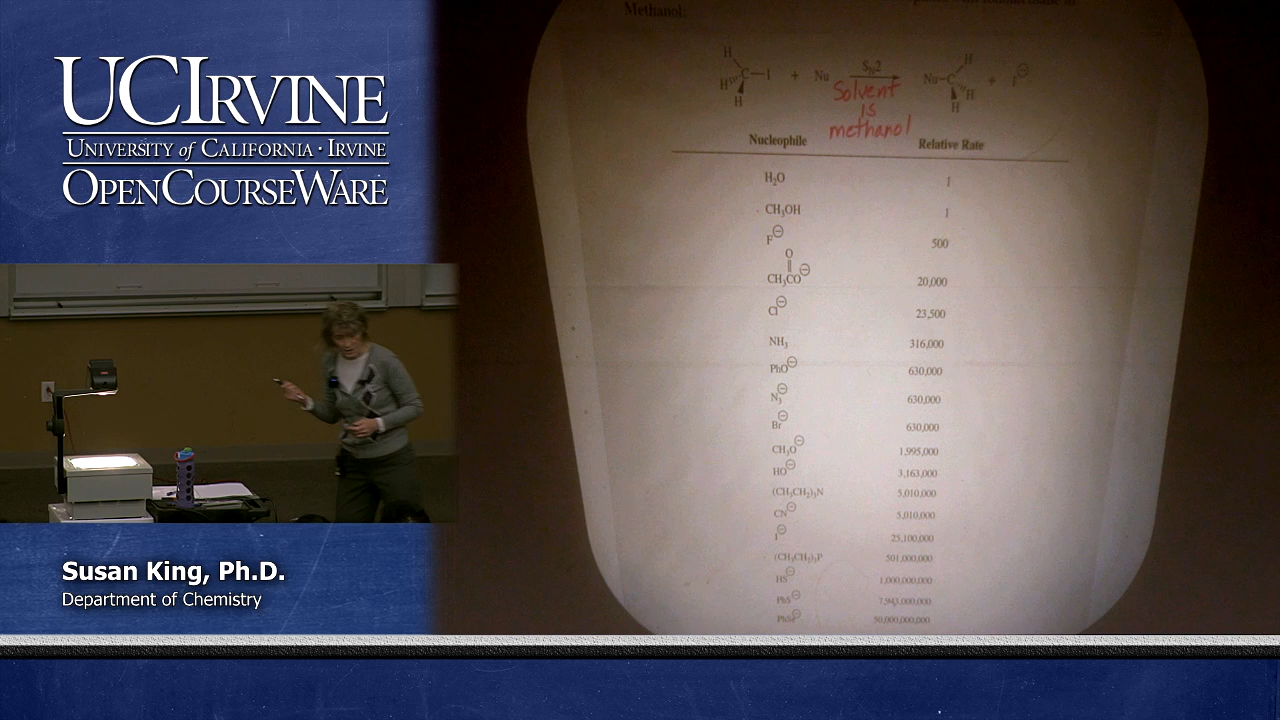 UCIRVINE
UNIVERSITY of CALIFORNIA · IRVINE
OPENCOURSEWARE
Susan King, Ph.D.
Department of Chemistry
Methanol:
H
H C—I + Nu SN2 Nu—C H + I⊖
H H
H
Solvent
is
methanol
Nucleophile Relative Rate
H₂O 1
CH₃OH 1
F⊖ 500
O
CH₃CO⊖ 20,000
Cl⊖ 23,500
NH₃ 316,000
PhO⊖ 630,000
N₃⊖ 630,000
Br⊖ 630,000
CH₃O⊖ 1,995,000
HO⊖ 3,163,000
(CH₃CH₂)₃N 5,010,000
CN⊖ 5,010,000
I⊖ 25,100,000
(CH₃CH₂)₃P 501,000,000
HS⊖ 1,000,000,000
PhS⊖ 7,943,000,000
PhSe⊖ 50,000,000,000